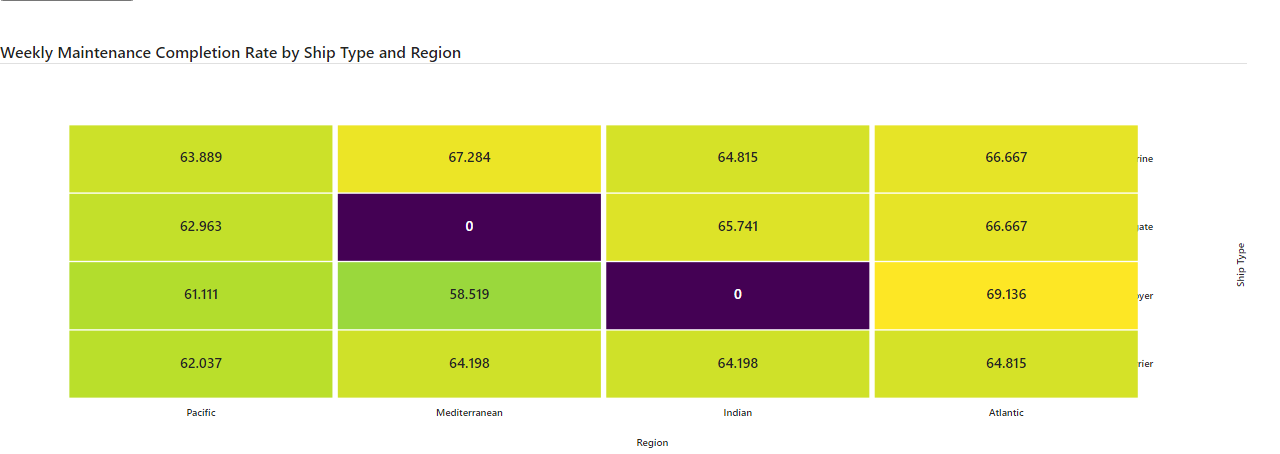 Weekly Maintenance Completion Rate by Ship Type and Region
63.889 67.284 64.815 66.667 rine
62.963 0 65.741 66.667 gate
61.111 58.519 0 69.136 yer
62.037 64.198 64.198 64.815 rier
Ship Type
Pacific Mediterranean Indian Atlantic
Region